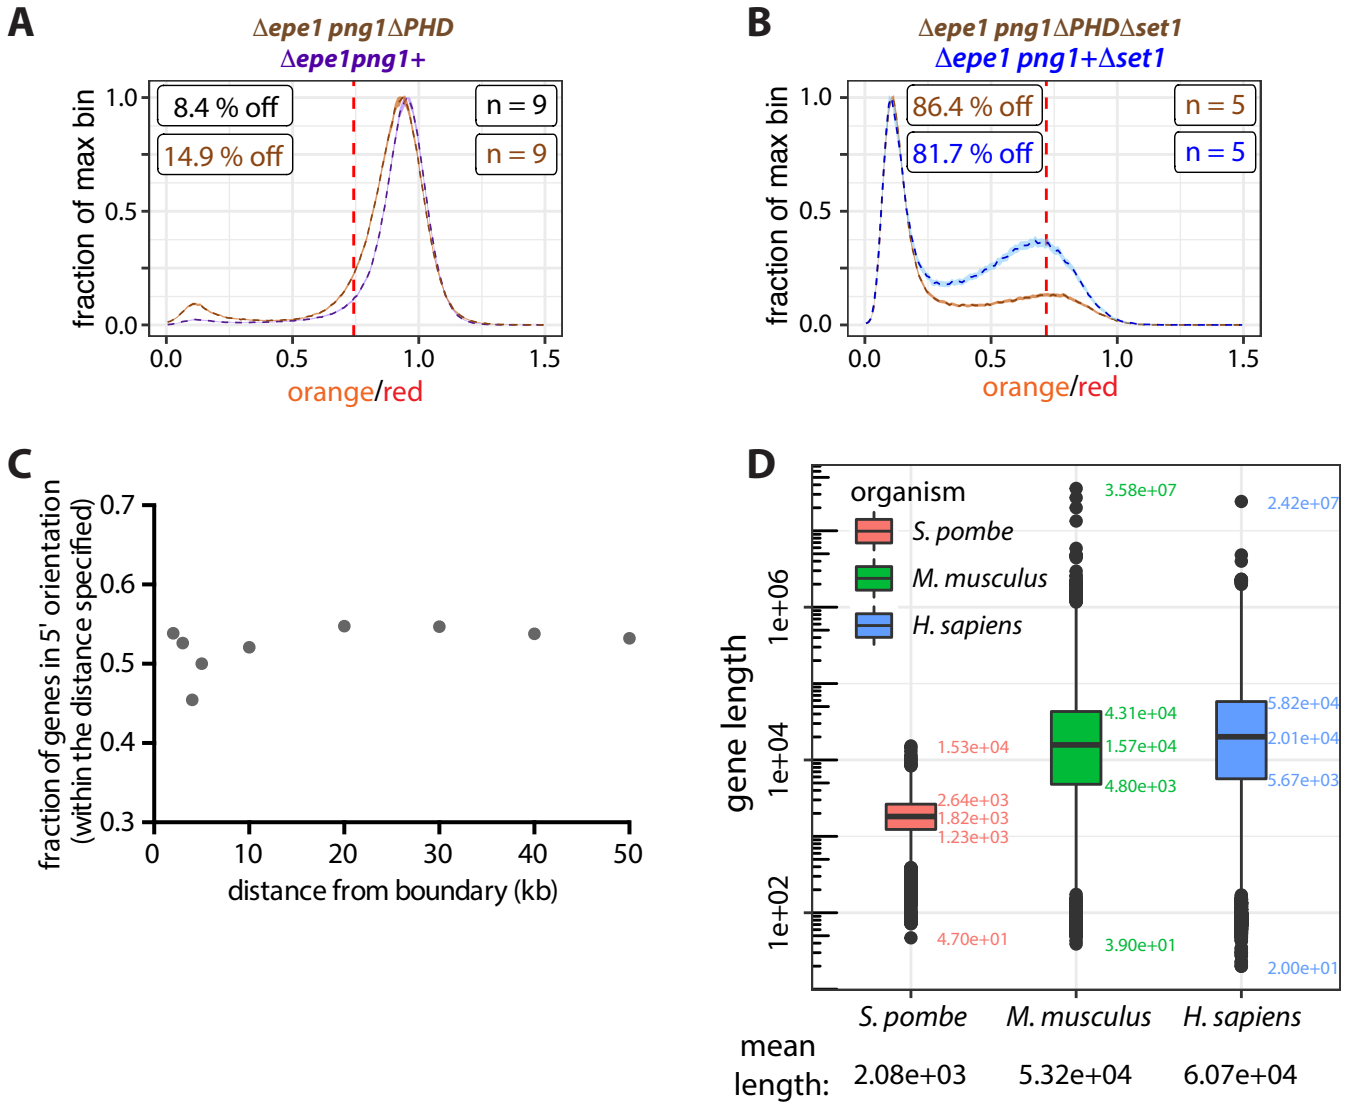 A
Δepe1 png1ΔPHD
Δepe1png1+
8.4 % off
n = 9
14.9 % off
n = 9
fraction of max bin
1.0
0.5
0.0
0.0 0.5 1.0 1.5
orange/red
B
Δepe1 png1ΔPHDΔset1
Δepe1 png1+Δset1
86.4 % off
n = 5
81.7 % off
n = 5
fraction of max bin
1.0
0.5
0.0
0.0 0.5 1.0 1.5
orange/red
C
fraction of genes in 5' orientation
(within the distance specified)
0.7
0.6
0.5
0.4
0.3
0 10 20 30 40 50
distance from boundary (kb)
D
organism
S. pombe
M. musculus
H. sapiens
gene length
1e+06
1e+04
1e+02
1.53e+04
2.64e+03
1.82e+03
1.23e+03
4.70e+01
3.58e+07
4.31e+04
1.57e+04
4.80e+03
3.90e+01
2.42e+07
5.82e+04
2.01e+04
5.67e+03
2.00e+01
S. pombe M. musculus H. sapiens
mean
length: 2.08e+03 5.32e+04 6.07e+04